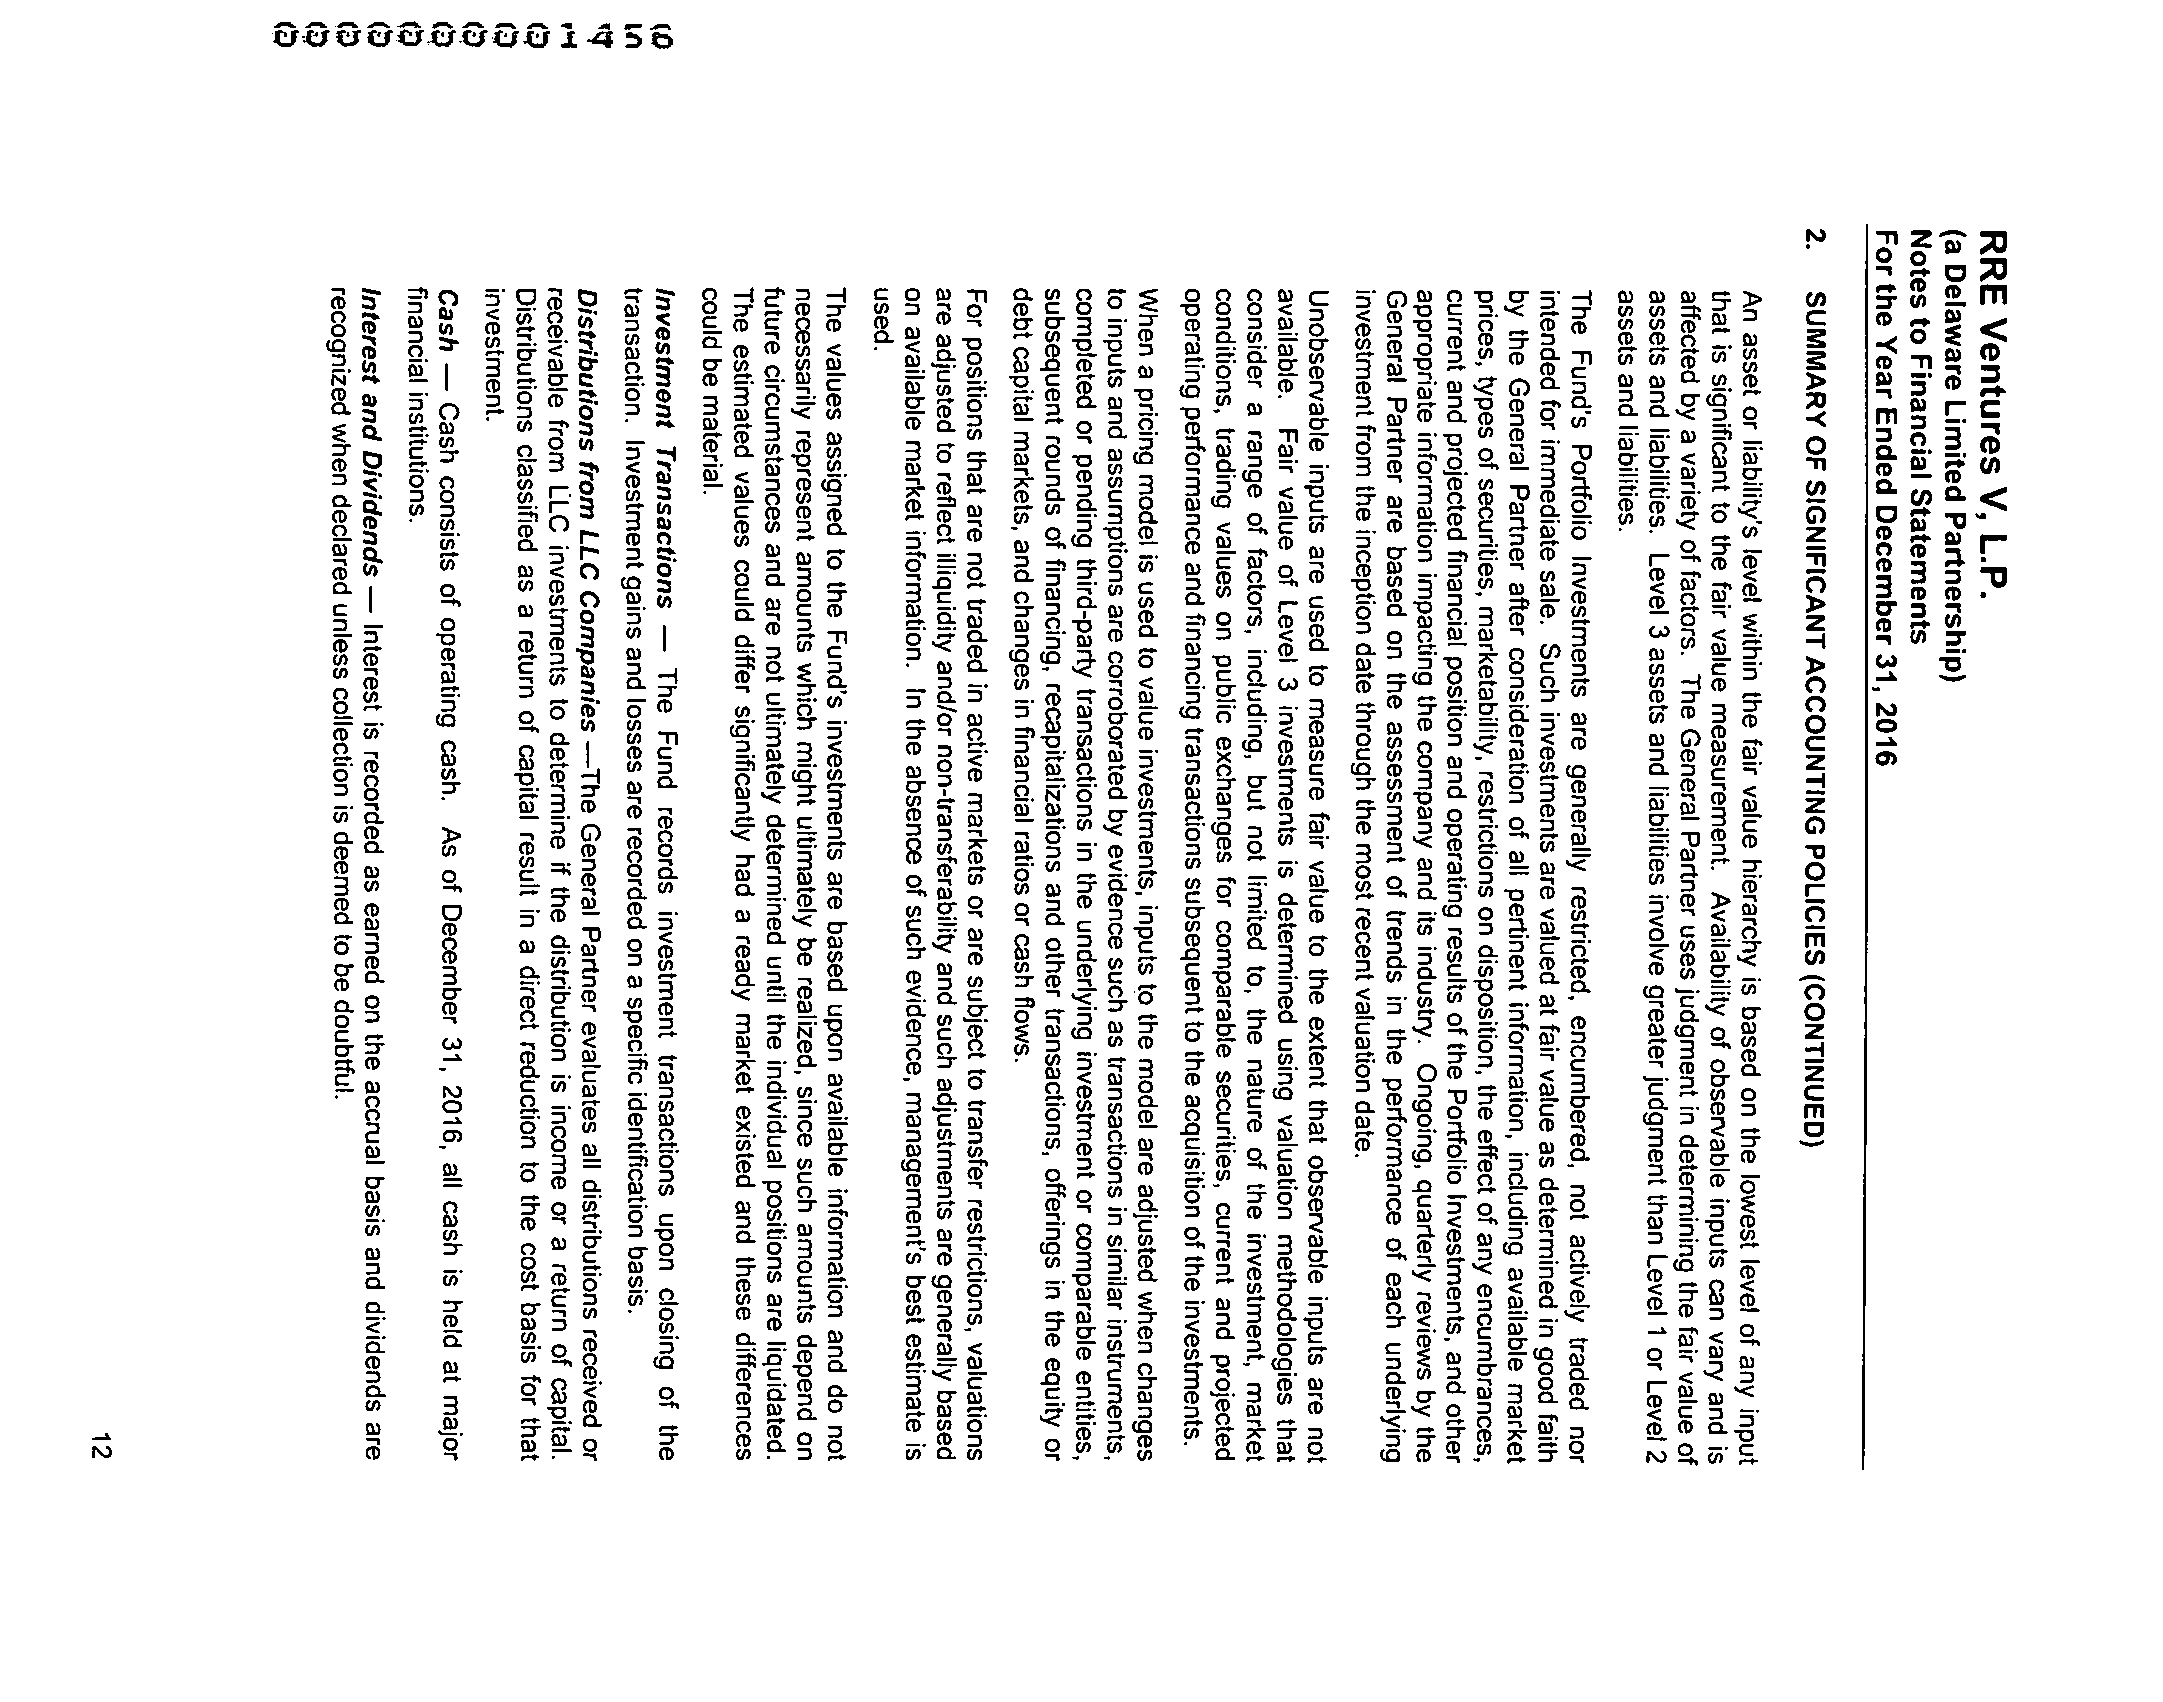 RRE Ventures V, L.P.
(a Delaware Limited Partnership)
Notes to Financial Statements
For the Year Ended December 31, 2016
2. SUMMARY OF SIGNIFICANT ACCOUNTING POLICIES (CONTINUED)
An asset or liability's level within the fair value hierarchy is based on the lowest level of any input
that is significant to the fair value measurement. Availability of observable inputs can vary and is
affected by a variety of factors. The General Partner uses judgment in determining the fair value of
assets and liabilities. Level 3 assets and liabilities involve greater judgment than Level 1 or Level 2
assets and liabilities.
The Fund's Portfolio Investments are generally restricted, encumbered, not actively traded nor
intended for immediate sale. Such investments are valued at fair value as determined in good faith
by the General Partner after consideration of all pertinent information, including available market
prices, types of securities, marketability, restrictions on disposition, the effect of any encumbrances,
current and projected financial position and operating results of the Portfolio Investments, and other
appropriate information impacting the company and its industry. Ongoing, quarterly reviews by the
General Partner are based on the assessment of trends in the performance of each underlying
investment from the inception date through the most recent valuation date.
Unobservable inputs are used to measure fair value to the extent that observable inputs are not
available. Fair value of Level 3 investments is determined using valuation methodologies that
consider a range of factors, including, but not limited to, the nature of the investment, market
conditions, trading values on public exchanges for comparable securities, current and projected
operating performance and financing transactions subsequent to the acquisition of the investments.
When a pricing model is used to value investments, inputs to the model are adjusted when changes
to inputs and assumptions are corroborated by evidence such as transactions in similar instruments,
completed or pending third-party transactions in the underlying investment or comparable entities,
subsequent rounds of financing, recapitalizations and other transactions, offerings in the equity or
debt capital markets, and changes in financial ratios or cash flows.
For positions that are not traded in active markets or are subject to transfer restrictions, valuations
are adjusted to reflect illiquidity and/or non-transferability and such adjustments are generally based
on available market information. In the absence of such evidence, management's best estimate is
used.
The values assigned to the Fund's investments are based upon available information and do not
necessarily represent amounts which might ultimately be realized, since such amounts depend on
future circumstances and are not ultimately determined until the individual positions are liquidated.
The estimated values could differ significantly had a ready market existed and these differences
could be material.
Investment Transactions — The Fund records investment transactions upon closing of the
transaction. Investment gains and losses are recorded on a specific identification basis.
Distributions from LLC Companies —The General Partner evaluates all distributions received or
receivable from LLC investments to determine if the distribution is income or a return of capital.
Distributions classified as a return of capital result in a direct reduction to the cost basis for that
investment.
Cash — Cash consists of operating cash. As of December 31, 2016, all cash is held at major
financial institutions.
Interest and Dividends — Interest is recorded as earned on the accrual basis and dividends are
recognized when declared unless collection is deemed to be doubtful.
12
0000000001456